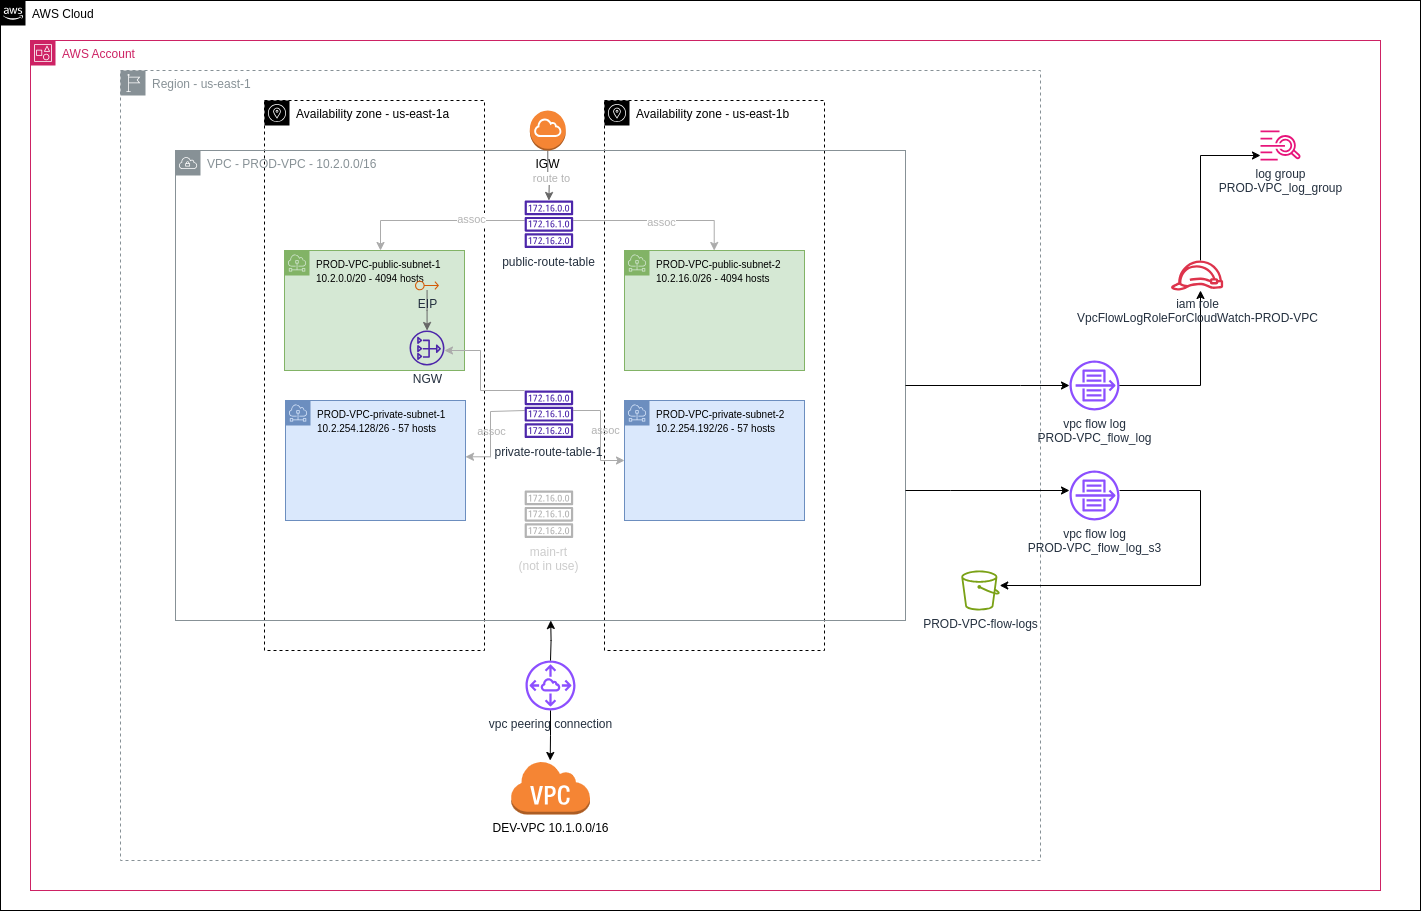 aws
AWS Cloud
AWS Account
Region - us-east-1
Availability zone - us-east-1a
Availability zone - us-east-1b
VPC - PROD-VPC - 10.2.0.0/16
IGW
route to
172.16.0.0
172.16.1.0
172.16.2.0
public-route-table
assoc
assoc
PROD-VPC-public-subnet-1
10.2.0.0/20 - 4094 hosts
EIP
NGW
PROD-VPC-public-subnet-2
10.2.16.0/26 - 4094 hosts
172.16.0.0
172.16.1.0
172.16.2.0
private-route-table-1
assoc
assoc
PROD-VPC-private-subnet-1
10.2.254.128/26 - 57 hosts
PROD-VPC-private-subnet-2
10.2.254.192/26 - 57 hosts
172.16.0.0
172.16.1.0
172.16.2.0
main-rt
(not in use)
log group
PROD-VPC_log_group
iam role
VpcFlowLogRoleForCloudWatch-PROD-VPC
vpc flow log
PROD-VPC_flow_log
vpc flow log
PROD-VPC_flow_log_s3
PROD-VPC-flow-logs
vpc peering connection
VPC
DEV-VPC 10.1.0.0/16